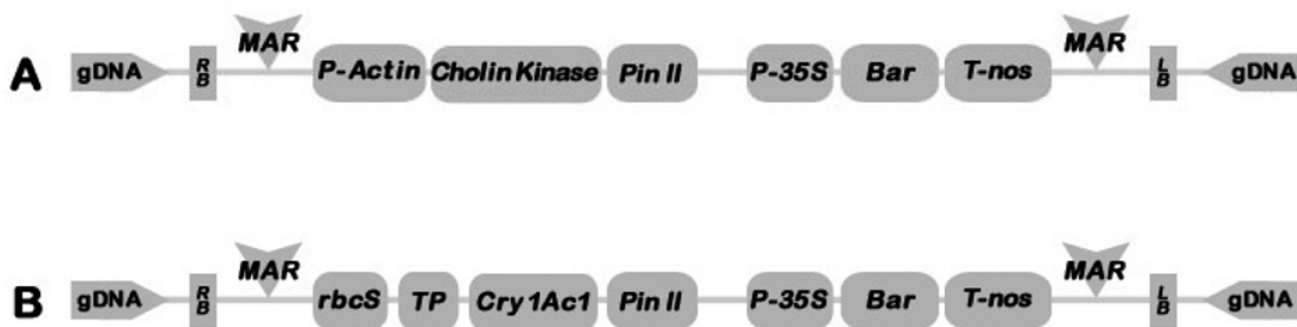 A gDNA RB MAR P-Actin Cholin Kinase Pin II P-35S Bar T-nos MAR LB gDNA
B gDNA RB MAR rbcS TP Cry1Ac1 Pin II P-35S Bar T-nos MAR LB gDNA